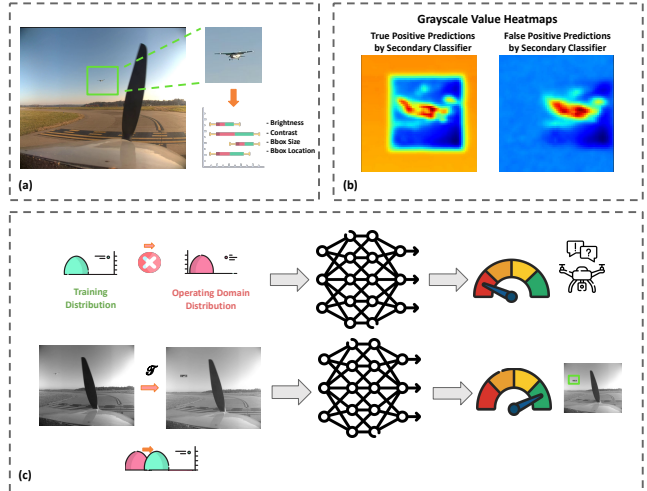 - Brightness
- Contrast
- Bbox Size
- Bbox Location
(a)
Grayscale Value Heatmaps
True Positive Predictions
by Secondary Classifier
False Positive Predictions
by Secondary Classifier
(b)
Training
Distribution
Operating Domain
Distribution
! ?
𝒯
(c)